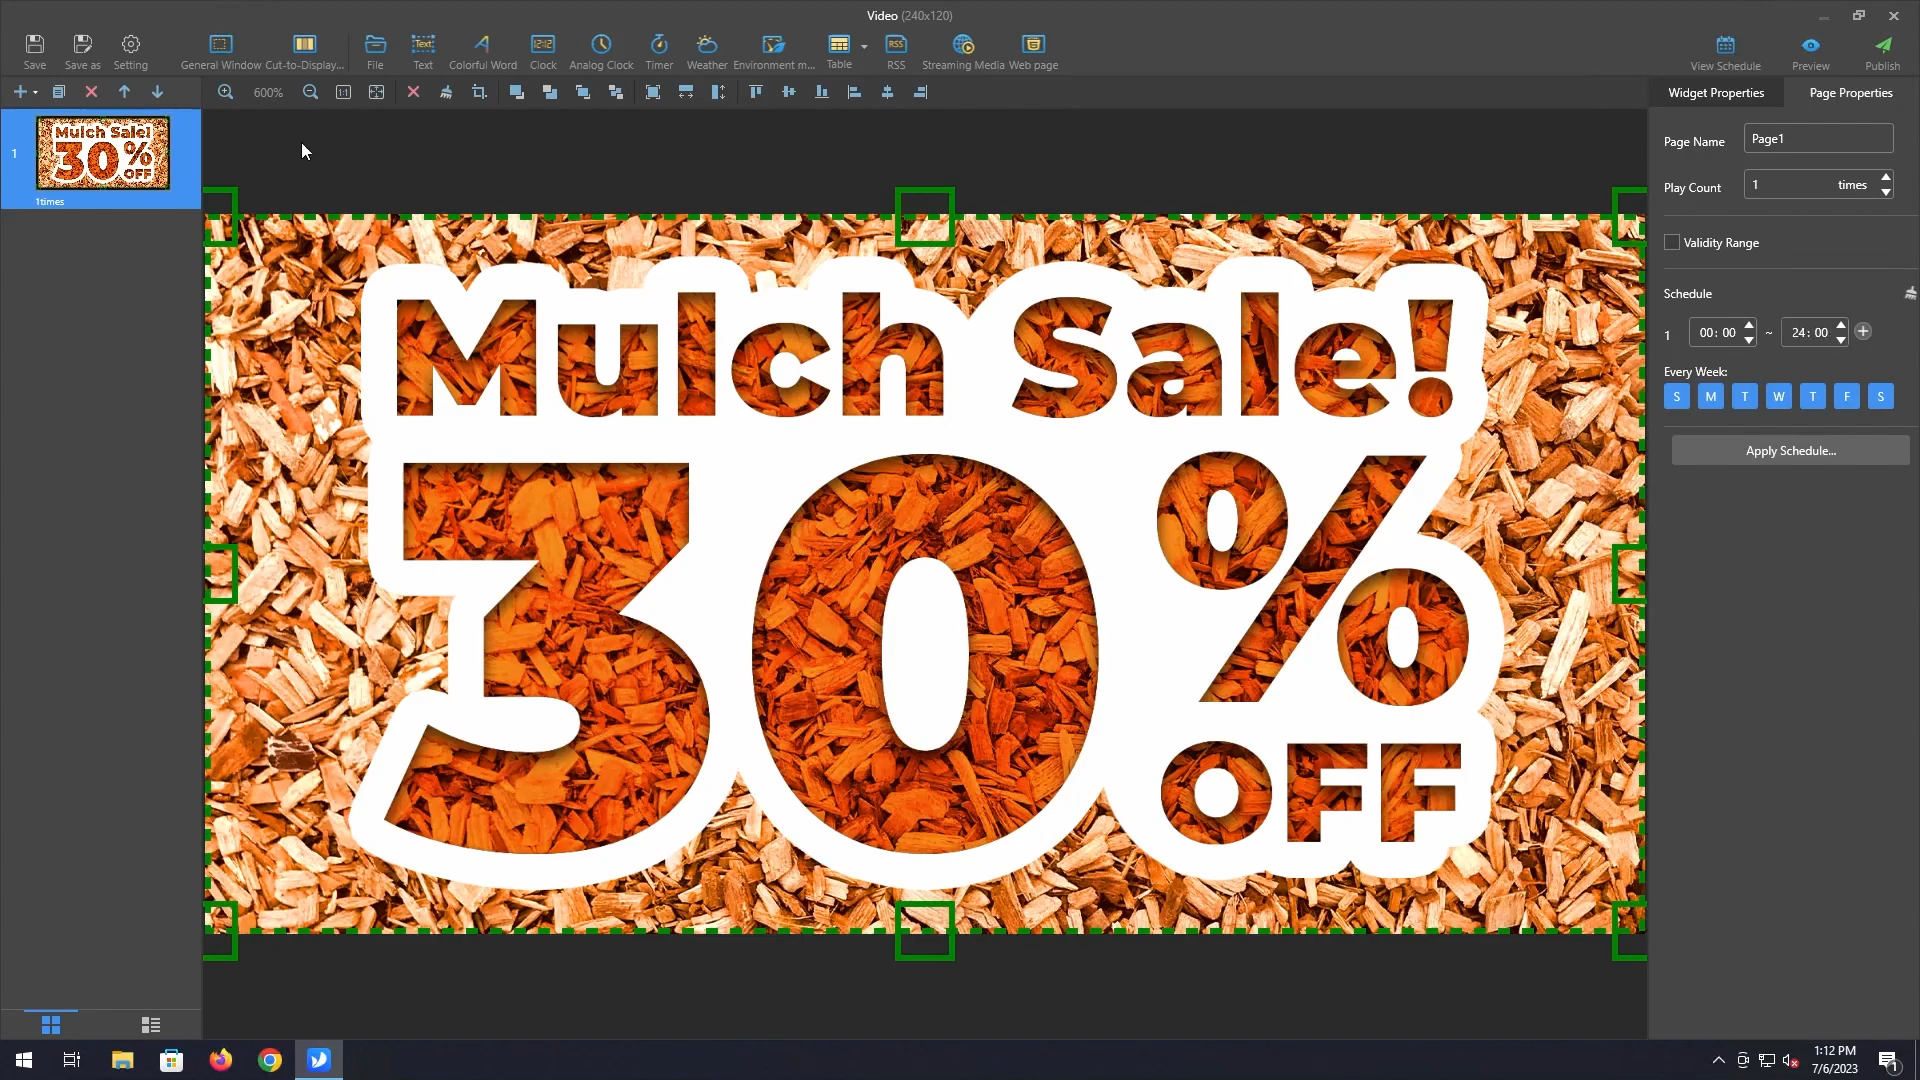 Video (240x120)
Save Save as Setting General Window Cut-to-Display... File Text Colorful Word Clock Analog Clock Timer Weather Environment m... Table RSS Streaming Media Web page View Schedule Preview Publish
600%
Widget Properties Page Properties
1
Mulch Sale!
30%
OFF
1times
Mulch Sale!
30%
OFF
Page Name Page1
Play Count 1 times
Validity Range
Schedule
1 00: 00 ~ 24: 00
Every Week:
S M T W T F S
Apply Schedule...
1:12 PM
7/6/2023
1